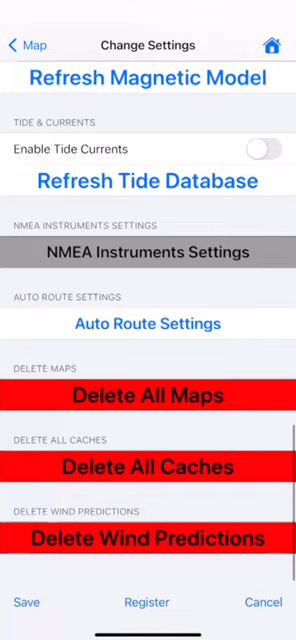 Map
Change Settings
Refresh Magnetic Model
TIDE & CURRENTS
Enable Tide Currents
Refresh Tide Database
NMEA INSTRUMENTS SETTINGS
NMEA Instruments Settings
AUTO ROUTE SETTINGS
Auto Route Settings
DELETE MAPS
Delete All Maps
DELETE ALL CACHES
Delete All Caches
DELETE WIND PREDICTIONS
Delete Wind Predictions
Save
Register
Cancel